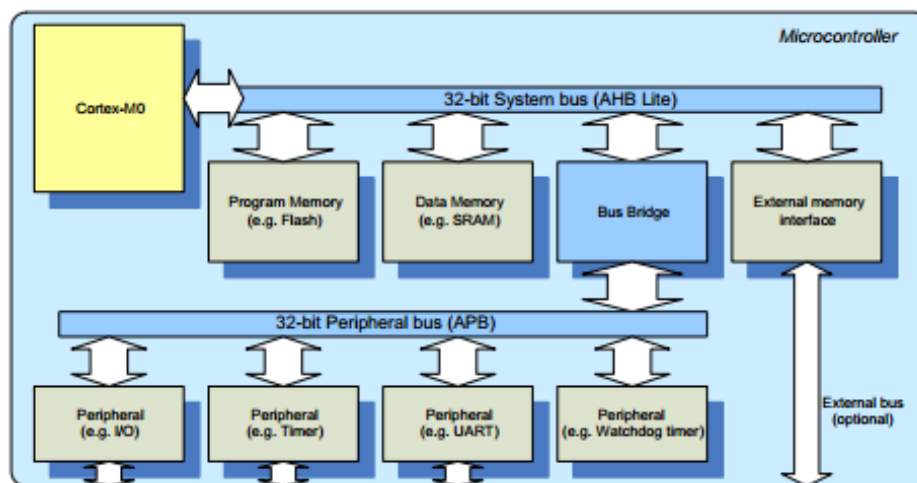 Microcontroller
Cortex-M0
32-bit System bus (AHB Lite)
Program Memory
(e.g. Flash)
Data Memory
(e.g. SRAM)
Bus Bridge
External memory
interface
32-bit Peripheral bus (APB)
Peripheral
(e.g. I/O)
Peripheral
(e.g. Timer)
Peripheral
(e.g. UART)
Peripheral
(e.g. Watchdog timer)
External bus
(optional)